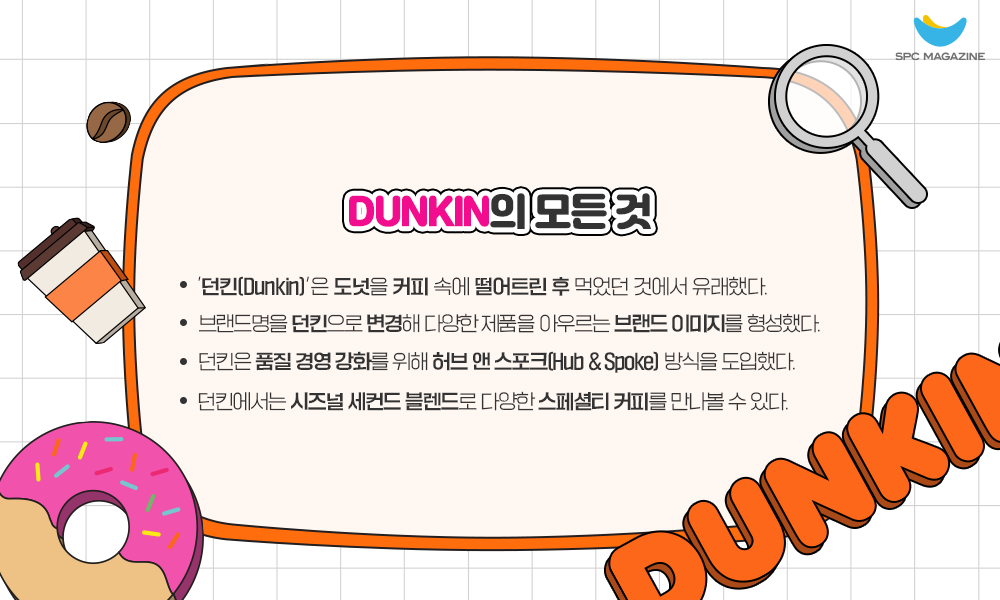 SPC MAGAZINE
DUNKIN의 모든 것
• '던킨(Dunkin)'은 도넛을 커피 속에 떨어트린 후 먹었던 것에서 유래했다.
• 브랜드명을 던킨으로 변경해 다양한 제품을 아우르는 브랜드 이미지를 형성했다.
• 던킨은 품질 경영 강화를 위해 허브 앤 스포크(Hub & Spoke) 방식을 도입했다.
• 던킨에서는 시즈널 세컨드 블렌드로 다양한 스페셜티 커피를 만나볼 수 있다.
DUNKIN